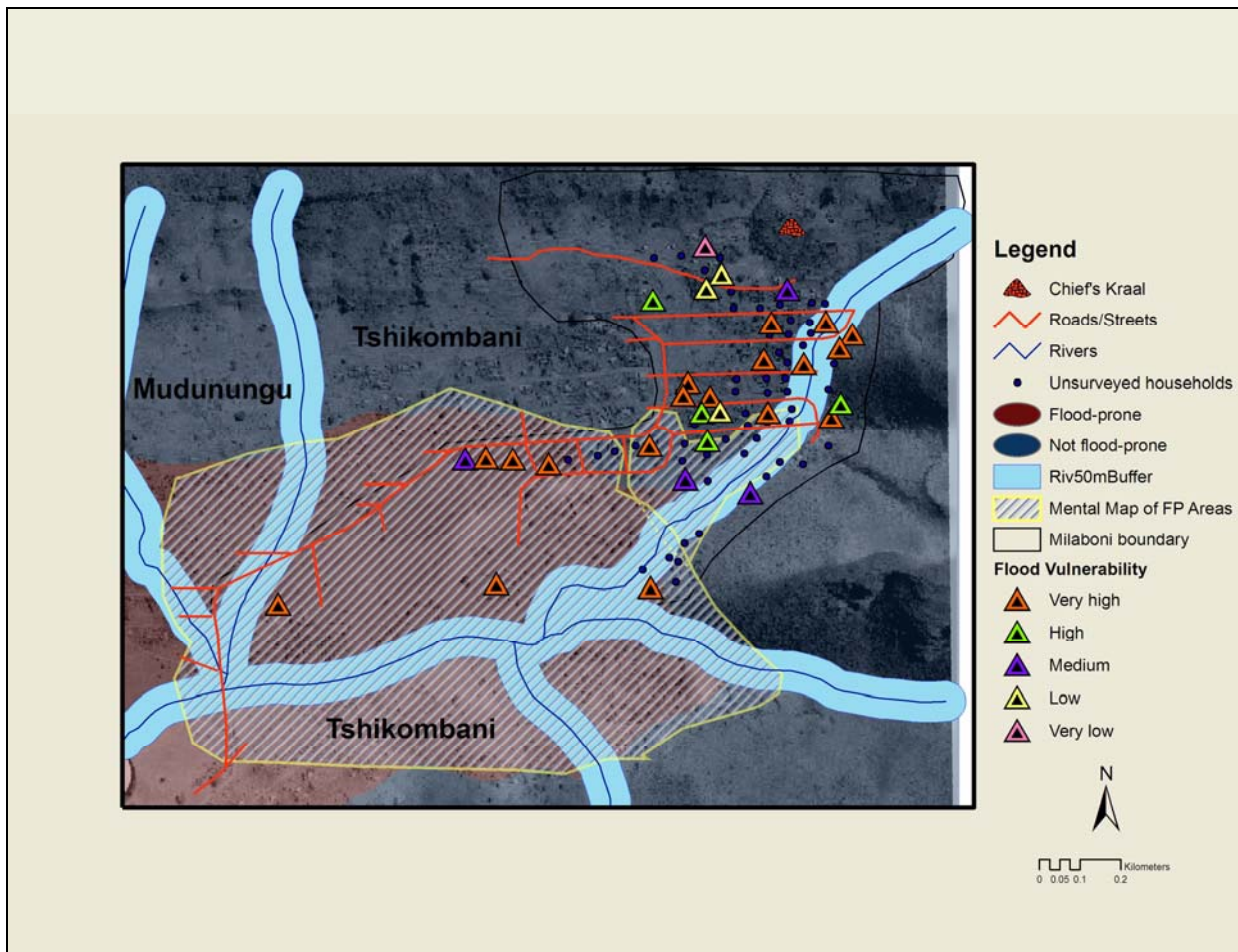 Tshikombani
Mudunungu
Tshikombani
Legend
Chief's Kraal
Roads/Streets
Rivers
Unsurveyed households
Flood-prone
Not flood-prone
Riv50mBuffer
Mental Map of FP Areas
Milaboni boundary
Flood Vulnerability
Very high
High
Medium
Low
Very low
N
Kilometers
0 0.05 0.1 0.2